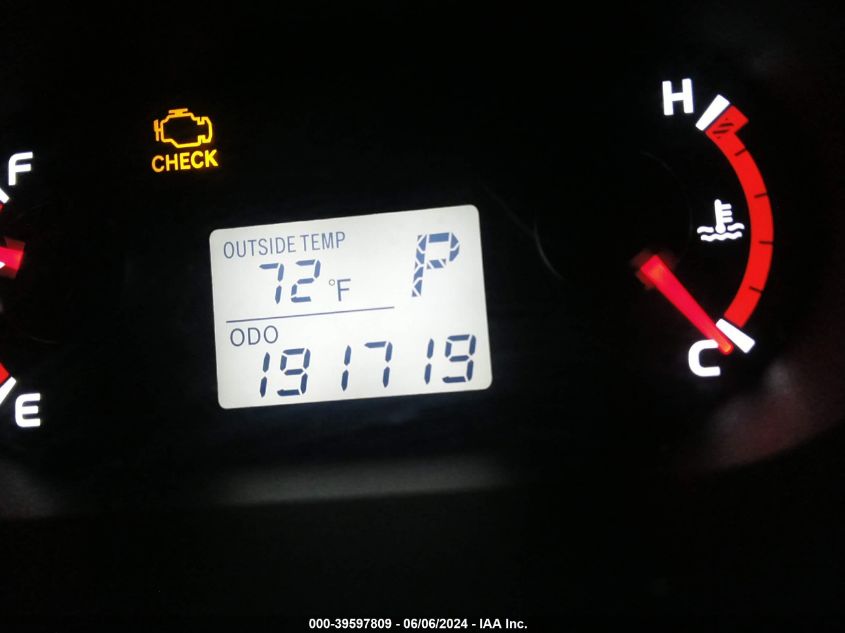 H
F
CHECK
OUTSIDE TEMP
P
72 °F
ODO
191719
C
E
000-39597809 - 06/06/2024 - IAA Inc.